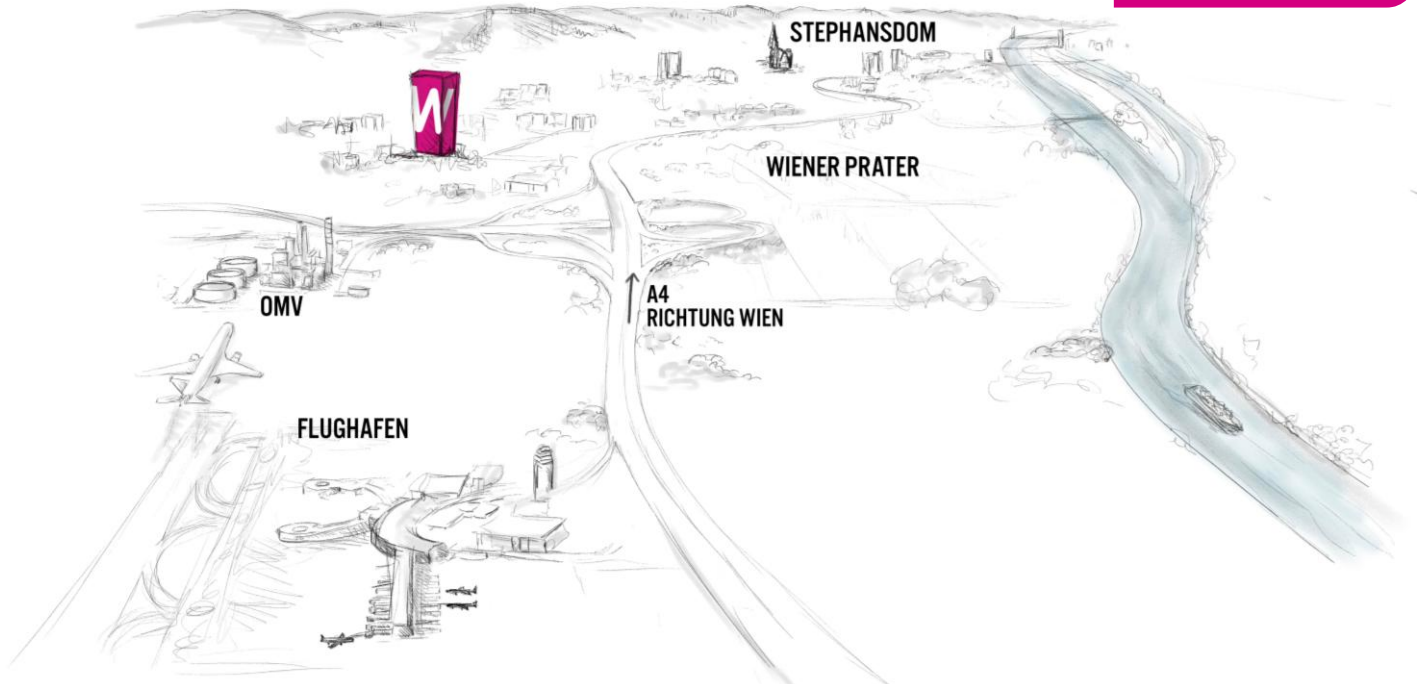 STEPHANSDOM
W
WIENER PRATER
OMV
A4
RICHTUNG WIEN
FLUGHAFEN